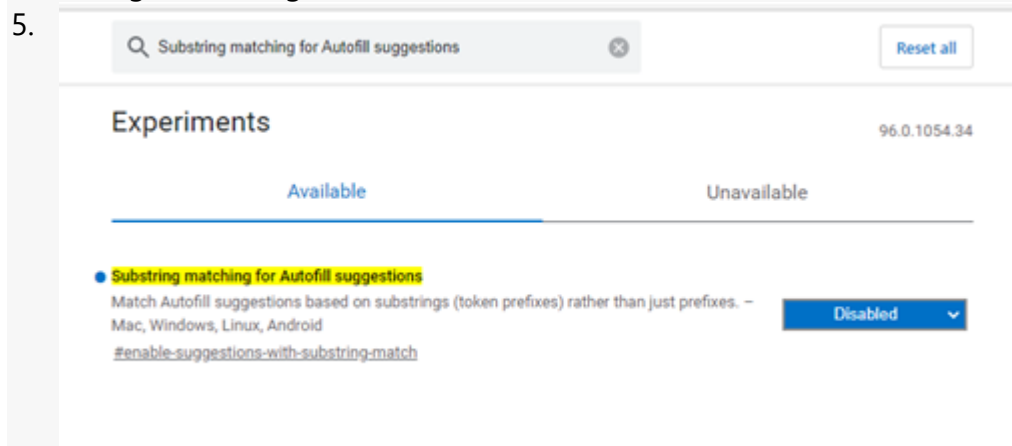 5.
Substring matching for Autofill suggestions
Reset all
Experiments
96.0.1054.34
Available
Unavailable
Substring matching for Autofill suggestions
Match Autofill suggestions based on substrings (token prefixes) rather than just prefixes. –
Mac, Windows, Linux, Android
Disabled
#enable-suggestions-with-substring-match